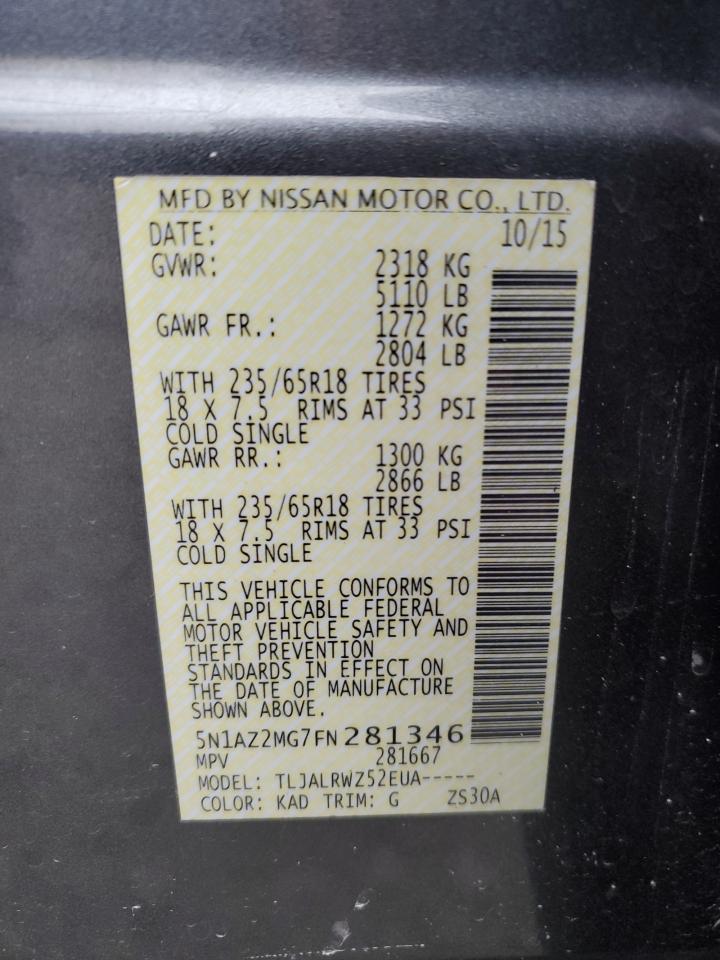 MFD BY NISSAN MOTOR CO., LTD.
DATE: 10/15
GVWR: 2318 KG
5110 LB
GAWR FR.: 1272 KG
2804 LB
WITH 235/65R18 TIRES
18 X 7.5 RIMS AT 33 PSI
COLD SINGLE
GAWR RR.: 1300 KG
2866 LB
WITH 235/65R18 TIRES
18 X 7.5 RIMS AT 33 PSI
COLD SINGLE
THIS VEHICLE CONFORMS TO
ALL APPLICABLE FEDERAL
MOTOR VEHICLE SAFETY AND
THEFT PREVENTION
STANDARDS IN EFFECT ON
THE DATE OF MANUFACTURE
SHOWN ABOVE.
5N1AZ2MG7FN281346
MPV 281667
MODEL: TLJALRWZ52EUA-----
COLOR: KAD TRIM: G ZS30A